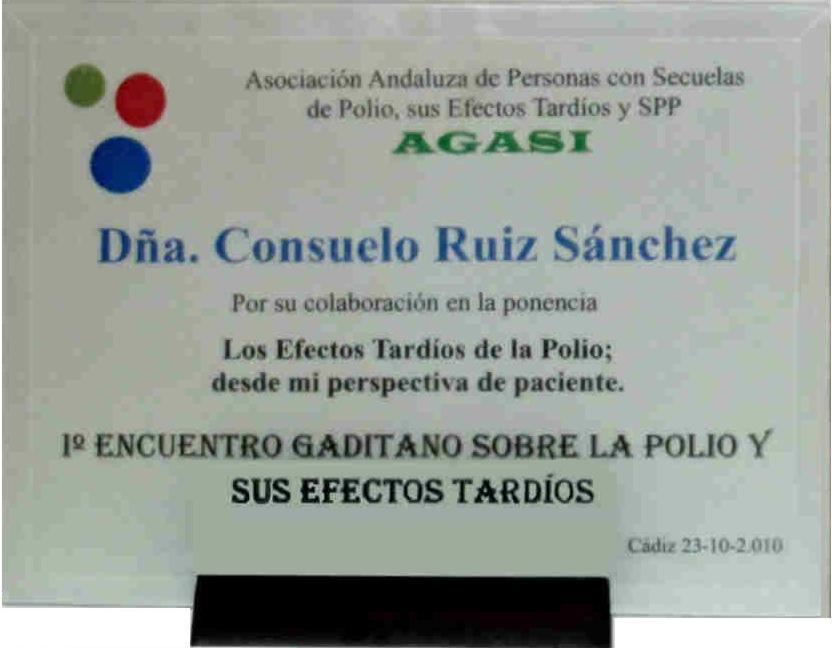 Asociación Andaluza de Personas con Secuelas
de Polio, sus Efectos Tardíos y SPP
AGASI
Dña. Consuelo Ruiz Sánchez
Por su colaboración en la ponencia
Los Efectos Tardíos de la Polio;
desde mi perspectiva de paciente.
1º ENCUENTRO GADITANO SOBRE LA POLIO Y
SUS EFECTOS TARDÍOS
Cádiz 23-10-2.010